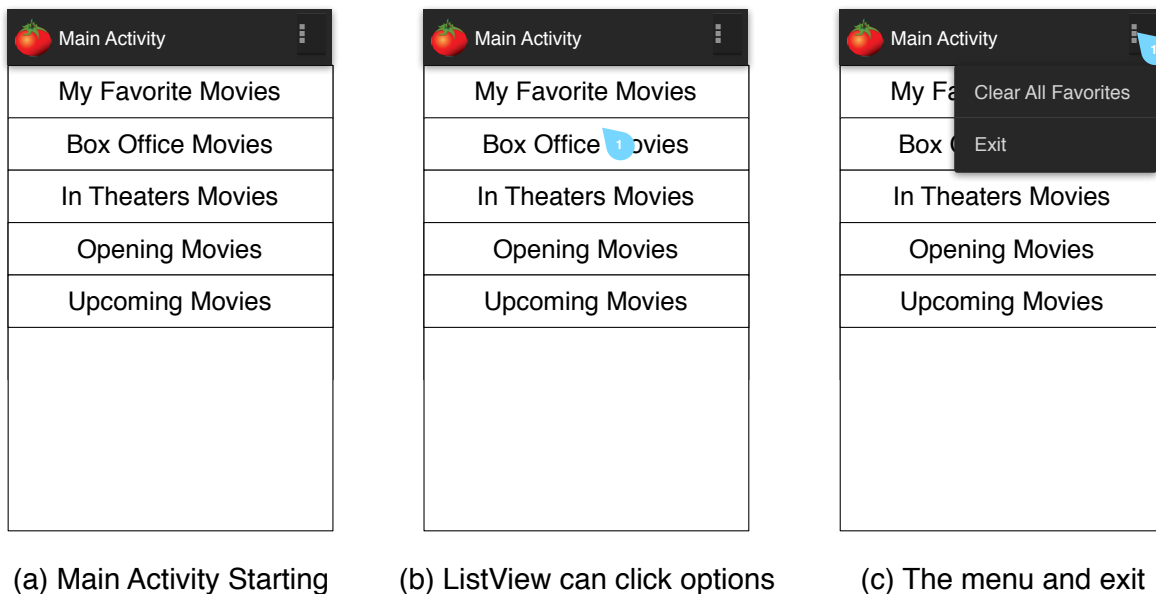 Main Activity
My Favorite Movies
Box Office Movies
In Theaters Movies
Opening Movies
Upcoming Movies
(a) Main Activity Starting
Main Activity
My Favorite Movies
1
Box Office ovies
In Theaters Movies
Opening Movies
Upcoming Movies
(b) ListView can click options
Main Activity
1
My Fa
Clear All Favorites
Box
Exit
In Theaters Movies
Opening Movies
Upcoming Movies
(c) The menu and exit